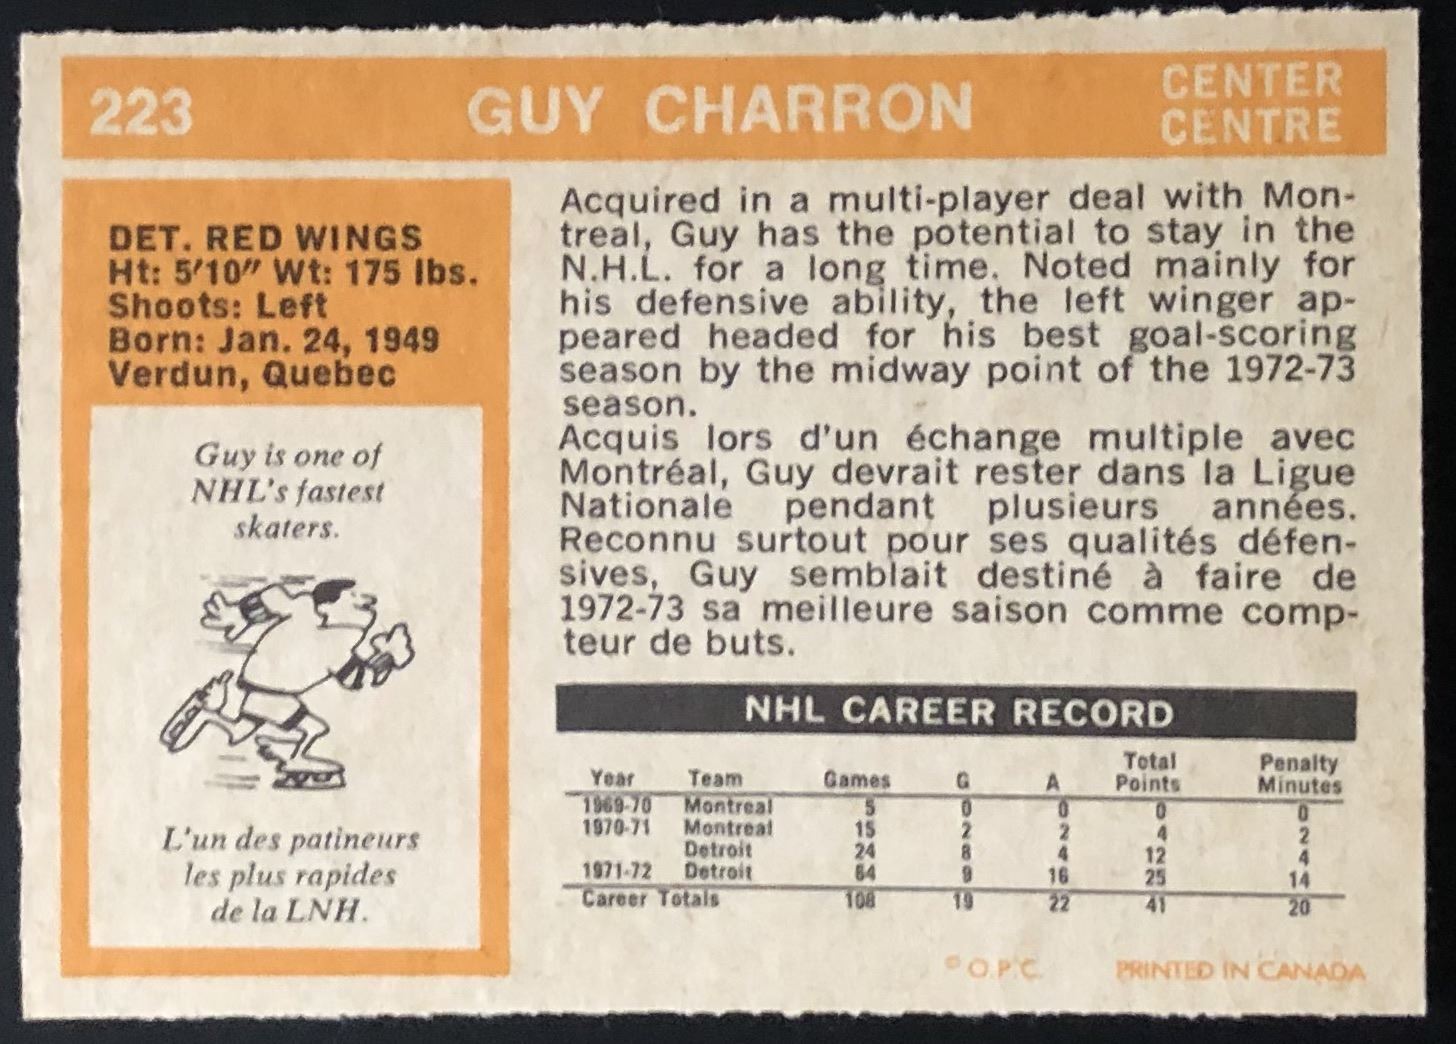 223 GUY CHARRON CENTER
CENTRE
DET. RED WINGS
Ht: 5'10" Wt: 175 lbs.
Shoots: Left
Born: Jan. 24, 1949
Verdun, Quebec
Guy is one of
NHL's fastest
skaters.
L'un des patineurs
les plus rapides
de la LNH.
Acquired in a multi-player deal with Mon-
treal, Guy has the potential to stay in the
N.H.L. for a long time. Noted mainly for
his defensive ability, the left winger ap-
peared headed for his best goal-scoring
season by the midway point of the 1972-73
season.
Acquis lors d'un échange multiple avec
Montréal, Guy devrait rester dans la Ligue
Nationale pendant plusieurs années.
Reconnu surtout pour ses qualités défen-
sives, Guy semblait destiné à faire de
1972-73 sa meilleure saison comme comp-
teur de buts.
NHL CAREER RECORD
Year Team Games G A Total Points Penalty Minutes
1969-70 Montreal 5 0 0 0 0
1970-71 Montreal 15 2 2 4 2
Detroit 24 8 4 12 4
1971-72 Detroit 64 9 16 25 14
Career Totals 108 19 22 41 20
© O.P.C. PRINTED IN CANADA